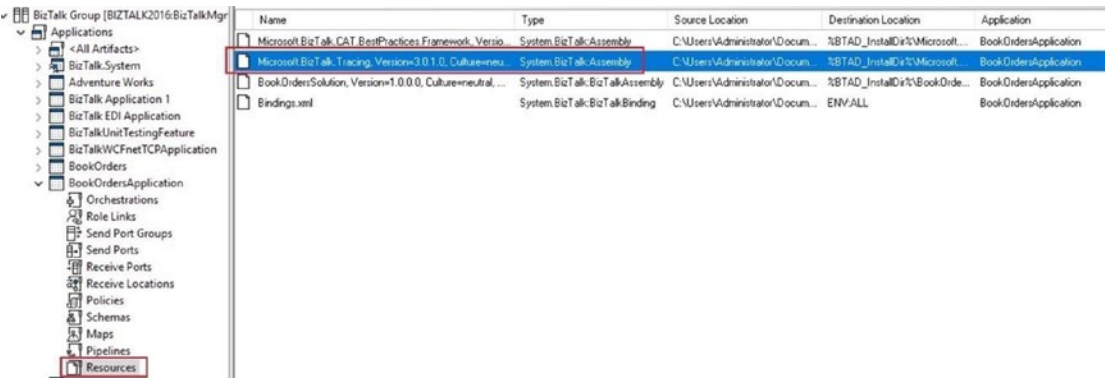 BizTalk Group [BIZTALK2016:BizTalkMgr
Applications
<All Artifacts>
BizTalk.System
Adventure Works
BizTalk Application 1
BizTalk EDI Application
BizTalkUnitTestingFeature
BizTalkWCFnetTCPApplication
BookOrders
BookOrdersApplication
Orchestrations
Role Links
Send Port Groups
Send Ports
Receive Ports
Receive Locations
Policies
Schemas
Maps
Pipelines
Resources
Name Type Source Location Destination Location Application
Microsoft.BizTalk.CAT.BestPractices.Framework, Versio... System.BizTalk:Assembly C:\Users\Administrator\Docum... %BTAD_InstallDir%\Microsoft.... BookOrdersApplication
Microsoft.BizTalk.Tracing, Version=3.0.1.0, Culture=neu... System.BizTalk:Assembly C:\Users\Administrator\Docum... %BTAD_InstallDir%\Microsoft.... BookOrdersApplication
BookOrdersSolution, Version=1.0.0.0, Culture=neutral, ... System.BizTalk:BizTalkAssembly C:\Users\Administrator\Docum... %BTAD_InstallDir%\BookOrde... BookOrdersApplication
Bindings.xml System.BizTalk:BizTalkBinding C:\Users\Administrator\Docum... ENV:ALL BookOrdersApplication